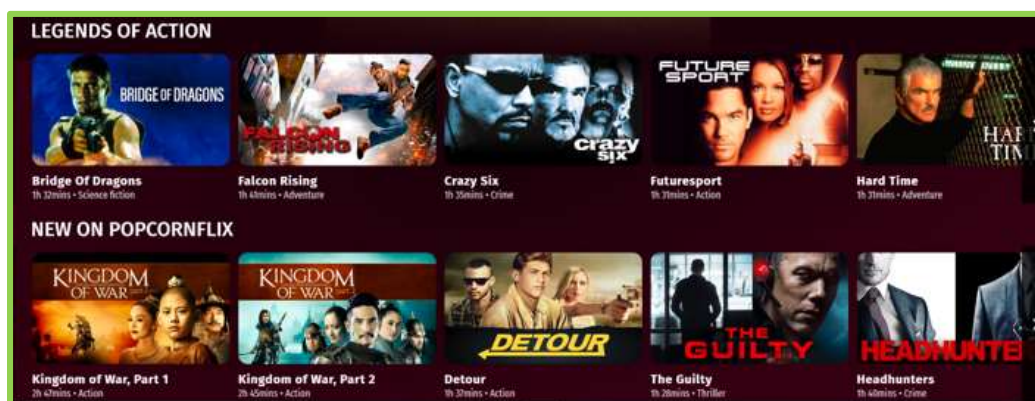 LEGENDS OF ACTION
BRIDGE OF DRAGONS
FALCON
RISING
crazy
six
FUTURE
SPORT
HAR
TIM
Bridge Of Dragons
Falcon Rising
Crazy Six
Futuresport
Hard Time
1h 32mins • Science fiction
1h 41mins • Adventure
1h 35mins • Crime
1h 31mins • Action
1h 31mins • Adventure
NEW ON POPCORNFLIX
KINGDOM
OF WAR
KINGDOM
OF WAR
DETOUR
THE
GUILTY
HEADHUNTE
Kingdom of War, Part 1
Kingdom of War, Part 2
Detour
The Guilty
Headhunters
2h 47mins • Action
2h 45mins • Action
1h 37mins • Action
1h 28mins • Thriller
1h 40mins • Crime